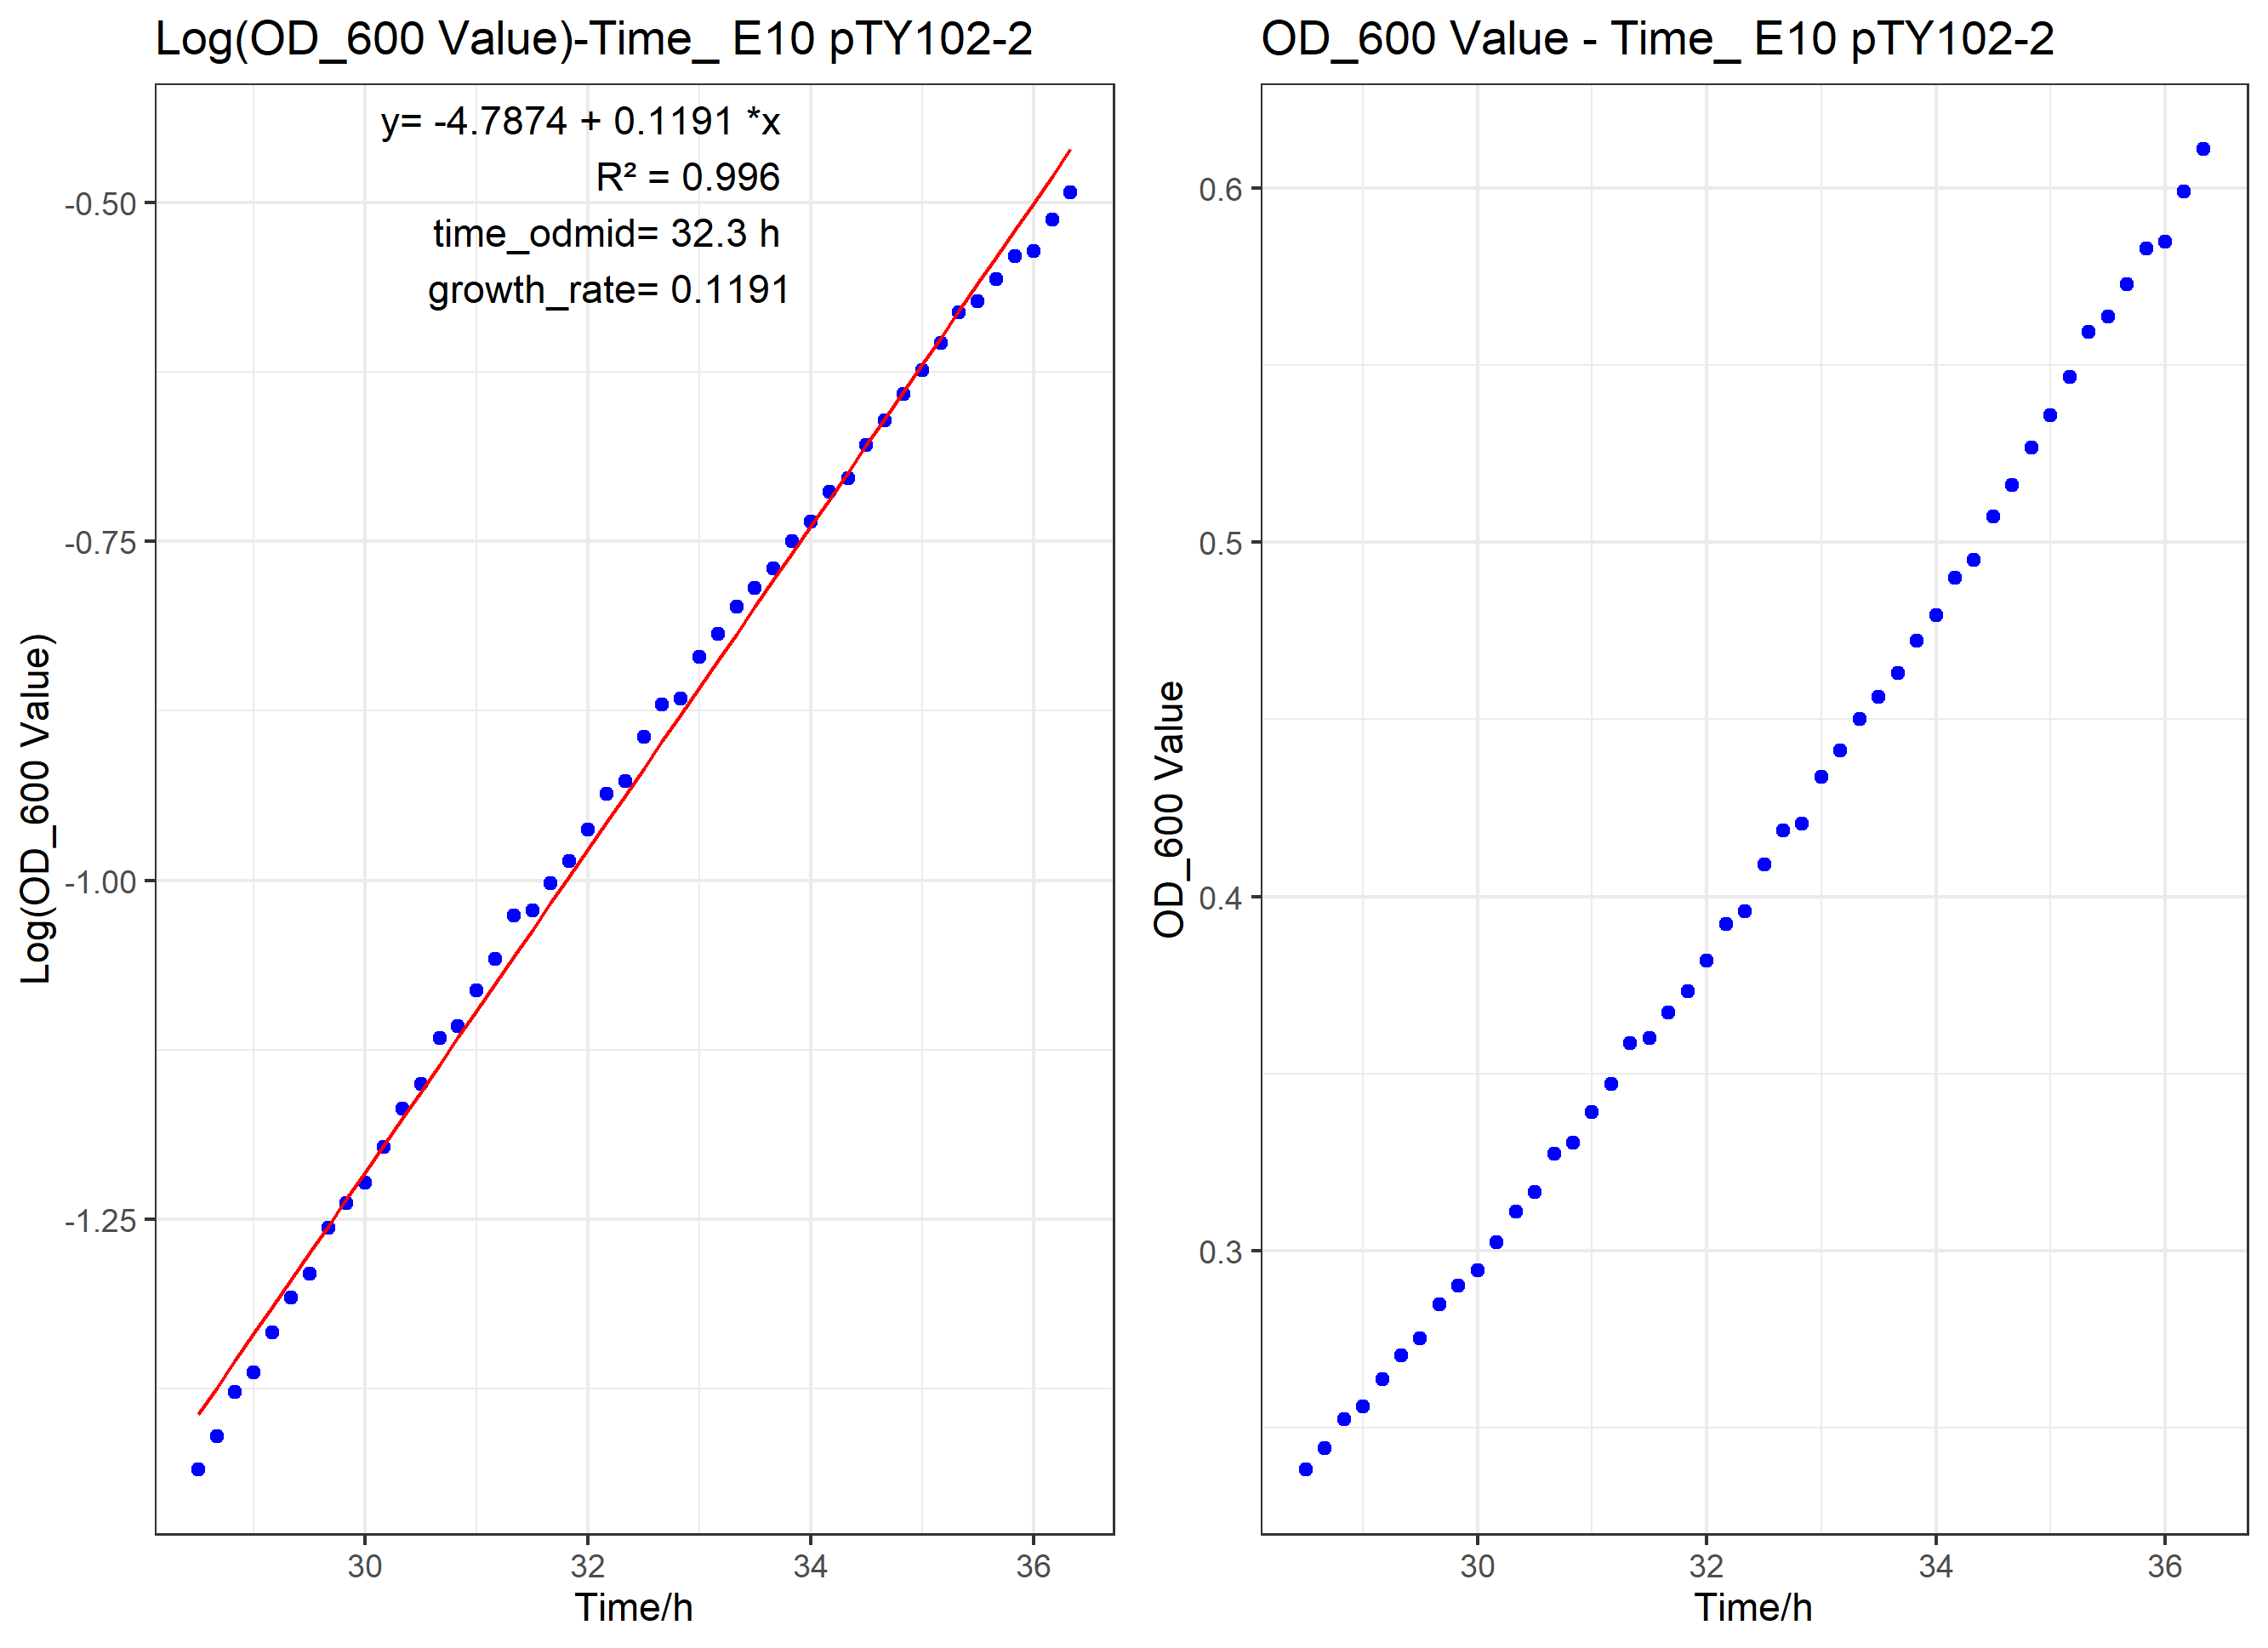 Log(OD_600 Value)-Time_ E10 pTY102-2
y= -4.7874 + 0.1191 *x
R² = 0.996
time_odmid= 32.3 h
growth_rate= 0.1191
Log(OD_600 Value)
-0.50
-0.75
-1.00
-1.25
30 32 34 36
Time/h
OD_600 Value - Time_ E10 pTY102-2
OD_600 Value
0.6
0.5
0.4
0.3
30 32 34 36
Time/h